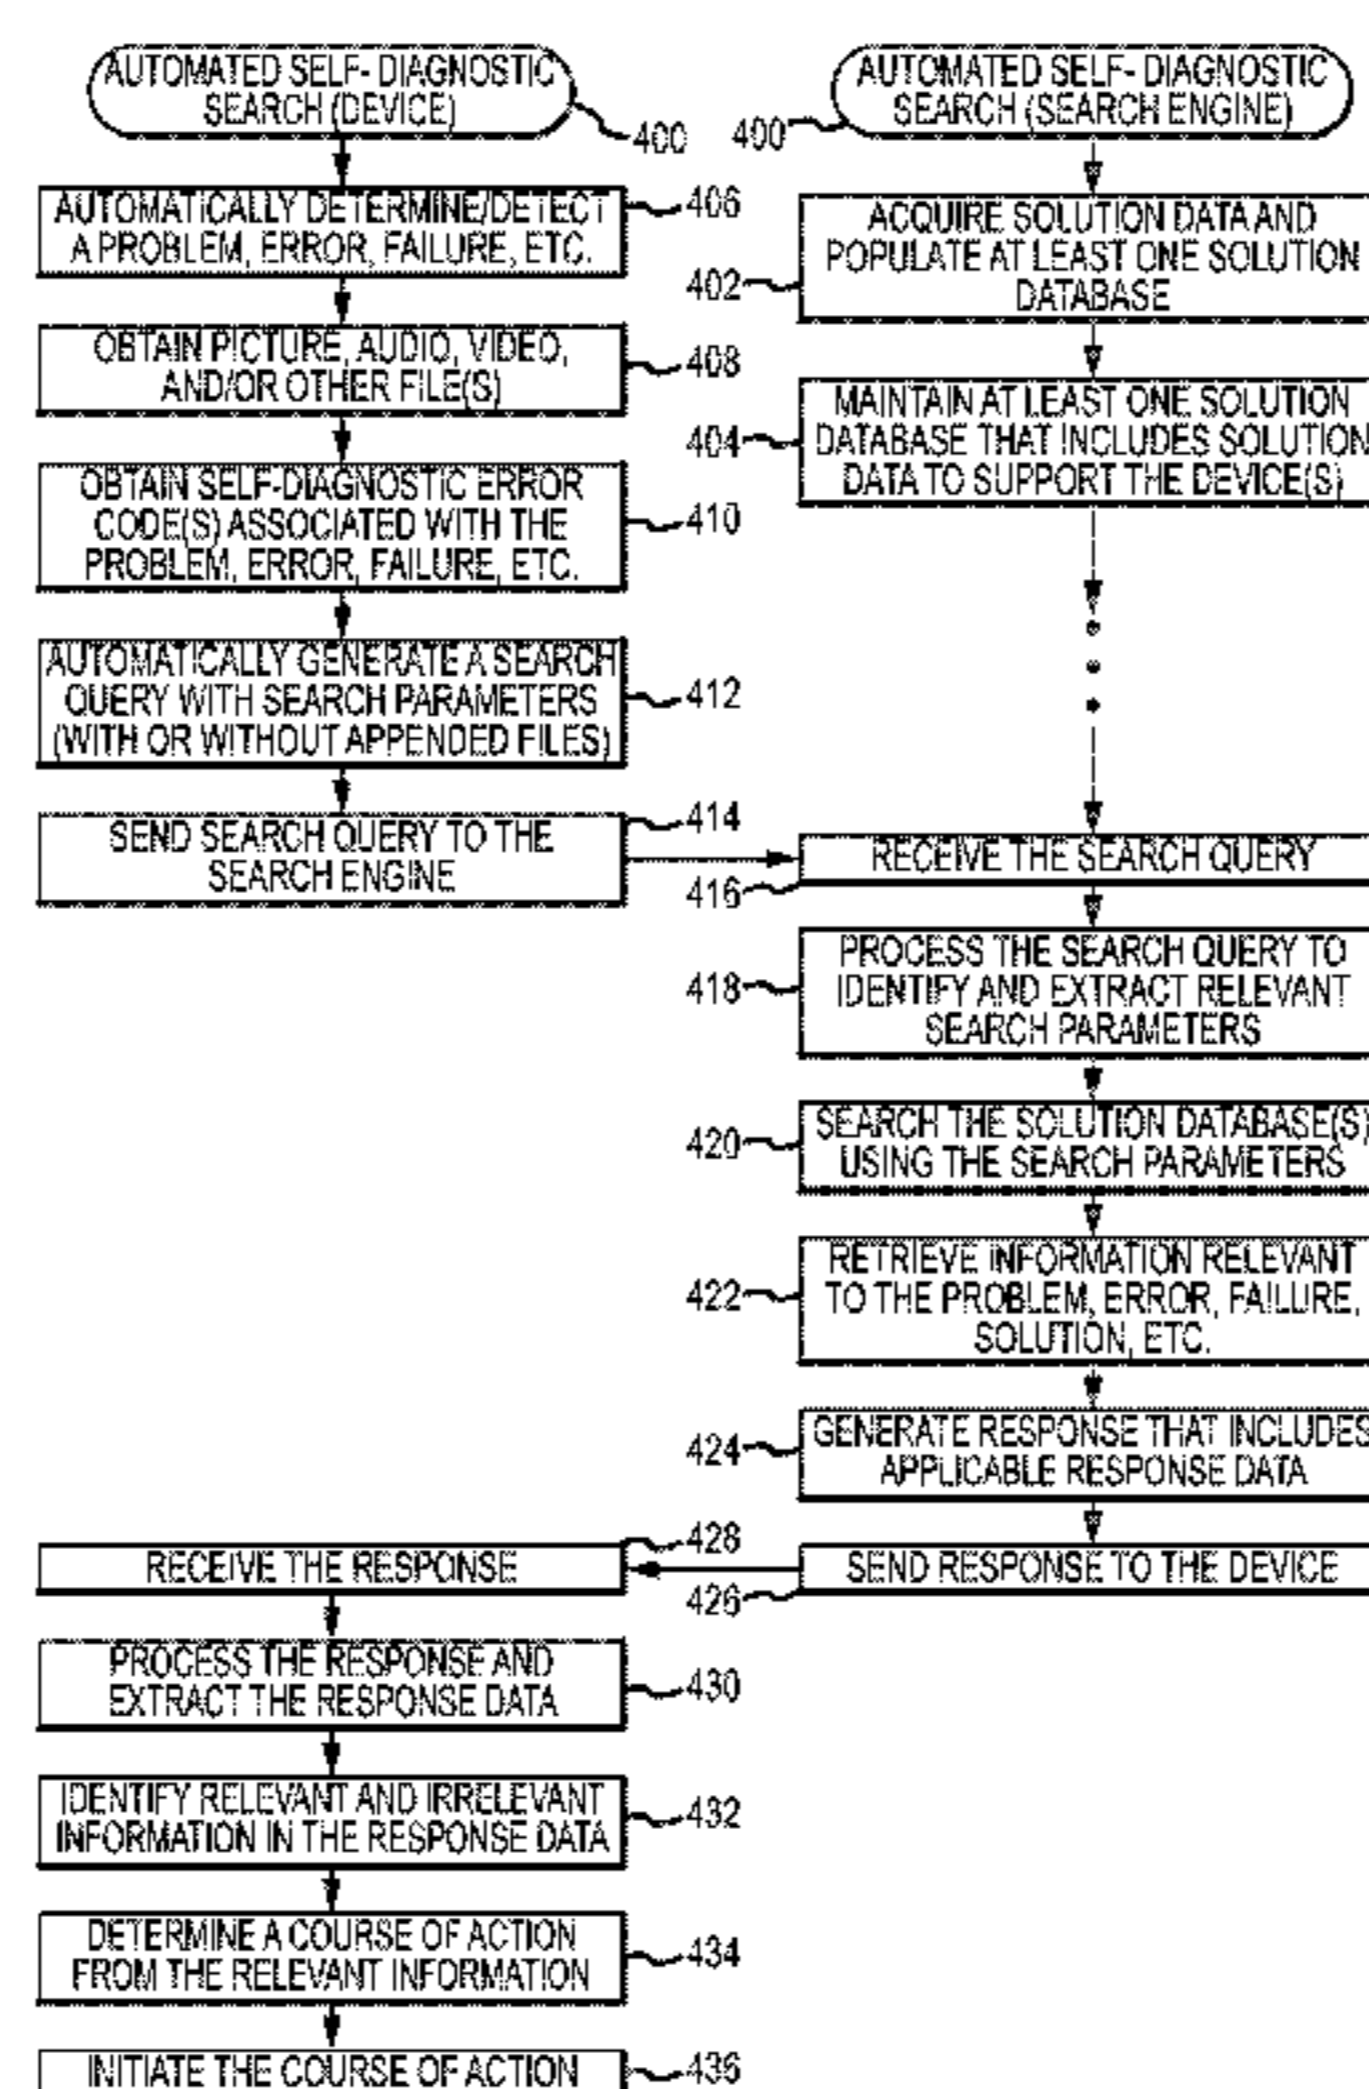 AUTOMATED SELF- DIAGNOSTIC
SEARCH (DEVICE)
400
AUTOMATICALLY DETERMINE/DETECT
A PROBLEM, ERROR, FAILURE, ETC.
406
OBTAIN PICTURE, AUDIO, VIDEO,
AND/OR OTHER FILE(S)
408
OBTAIN SELF-DIAGNOSTIC ERROR
CODE(S) ASSOCIATED WITH THE
PROBLEM, ERROR, FAILURE, ETC.
410
AUTOMATICALLY GENERATE A SEARCH
QUERY WITH SEARCH PARAMETERS
(WITH OR WITHOUT APPENDED FILES)
412
SEND SEARCH QUERY TO THE
SEARCH ENGINE
414
AUTOMATED SELF- DIAGNOSTIC
SEARCH (SEARCH ENGINE)
400
ACQUIRE SOLUTION DATA AND
POPULATE AT LEAST ONE SOLUTION
DATABASE
402
MAINTAIN AT LEAST ONE SOLUTION
DATABASE THAT INCLUDES SOLUTION
DATA TO SUPPORT THE DEVICE(S)
404
RECEIVE THE SEARCH QUERY
416
PROCESS THE SEARCH QUERY TO
IDENTIFY AND EXTRACT RELEVANT
SEARCH PARAMETERS
418
SEARCH THE SOLUTION DATABASE(S)
USING THE SEARCH PARAMETERS
420
RETRIEVE INFORMATION RELEVANT
TO THE PROBLEM, ERROR, FAILURE,
SOLUTION, ETC.
422
GENERATE RESPONSE THAT INCLUDES
APPLICABLE RESPONSE DATA
424
SEND RESPONSE TO THE DEVICE
426
RECEIVE THE RESPONSE
428
PROCESS THE RESPONSE AND
EXTRACT THE RESPONSE DATA
430
IDENTIFY RELEVANT AND IRRELEVANT
INFORMATION IN THE RESPONSE DATA
432
DETERMINE A COURSE OF ACTION
FROM THE RELEVANT INFORMATION
434
INITIATE THE COURSE OF ACTION
436